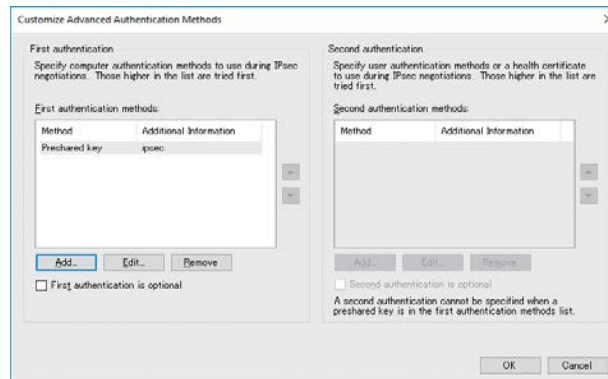 Customize Advanced Authentication Methods
First authentication
Specify computer authentication methods to use during IPsec
negotiations. Those higher in the list are tried first.
First authentication methods:
Method Additional Information
Preshared key ipsec
Add... Edit... Remove
First authentication is optional
Second authentication
Specify user authentication methods or a health certificate
to use during IPsec negotiations. Those higher in the list are
tried first.
Second authentication methods:
Method Additional Information
Add... Edit... Remove
Second authentication is optional
A second authentication cannot be specified when a
preshared key is in the first authentication methods list.
OK Cancel